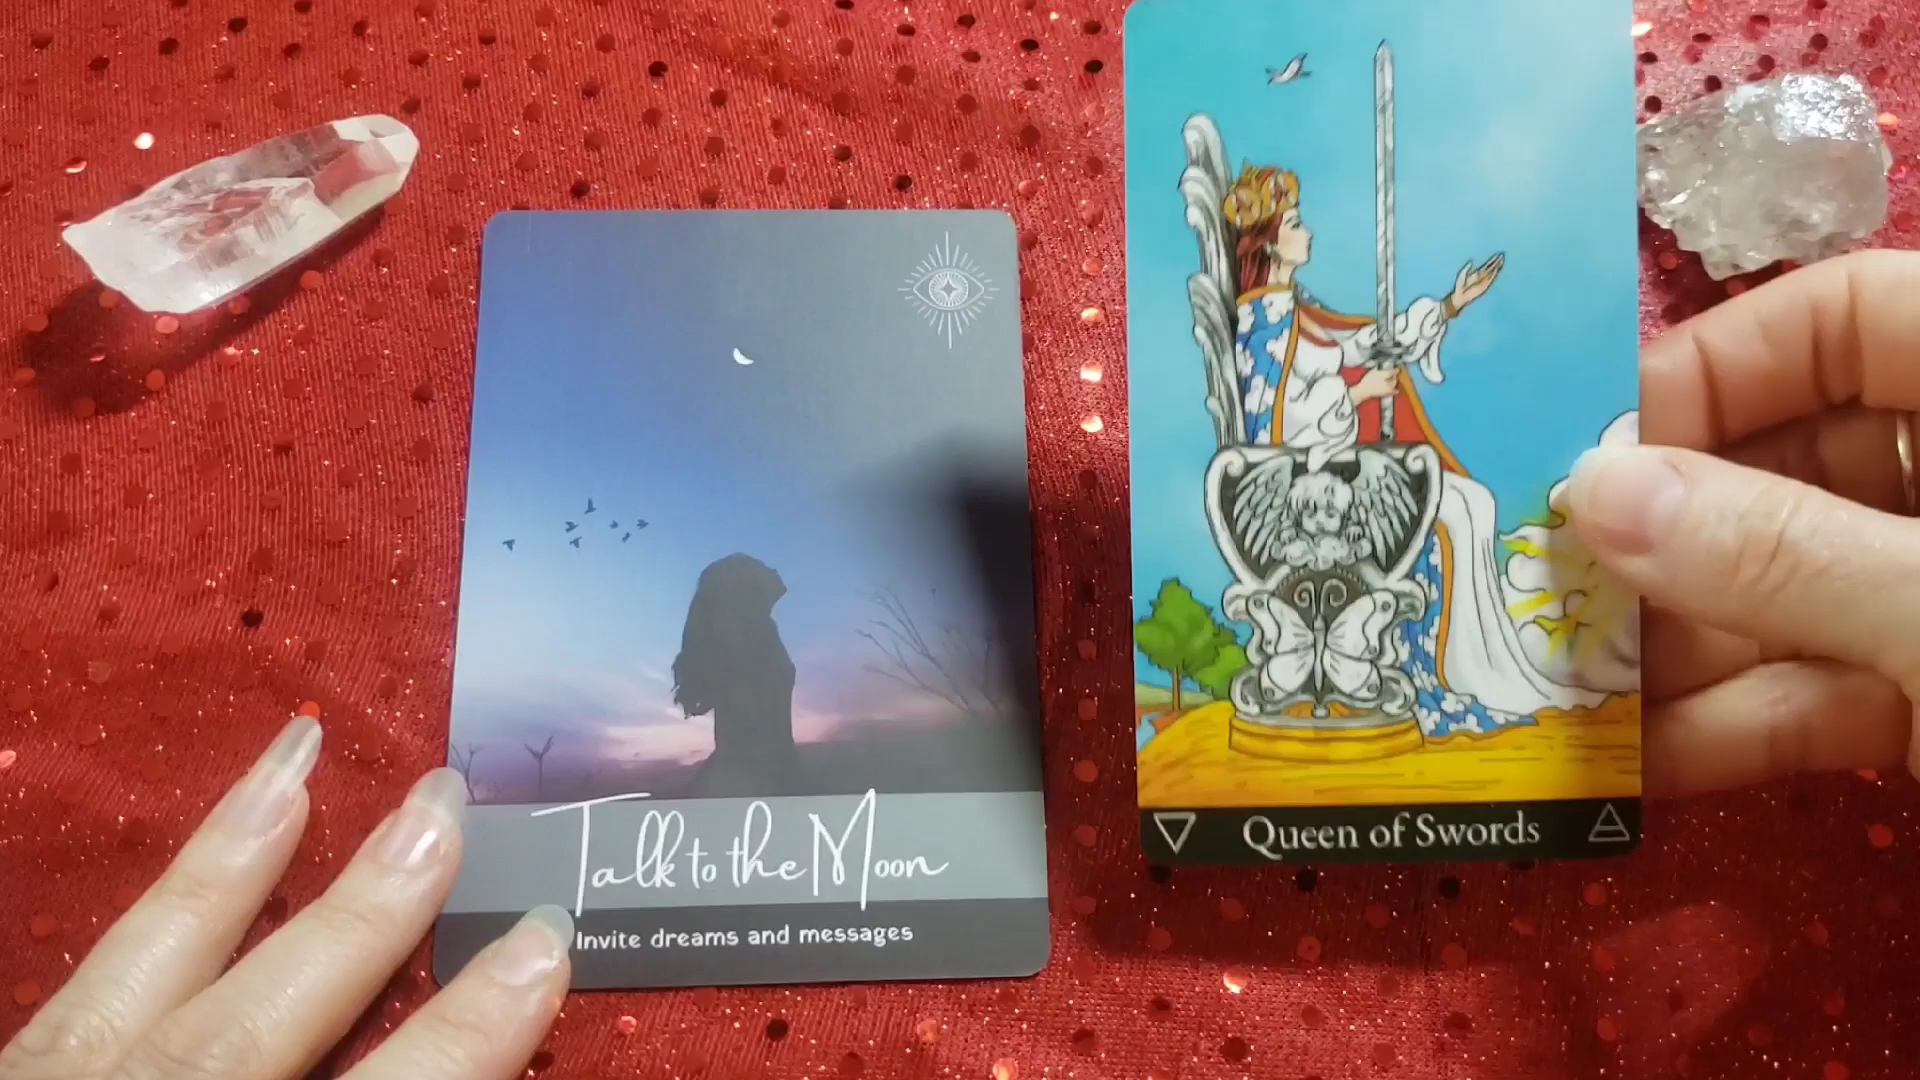 Talk to the Moon
Invite dreams and messages
Queen of Swords